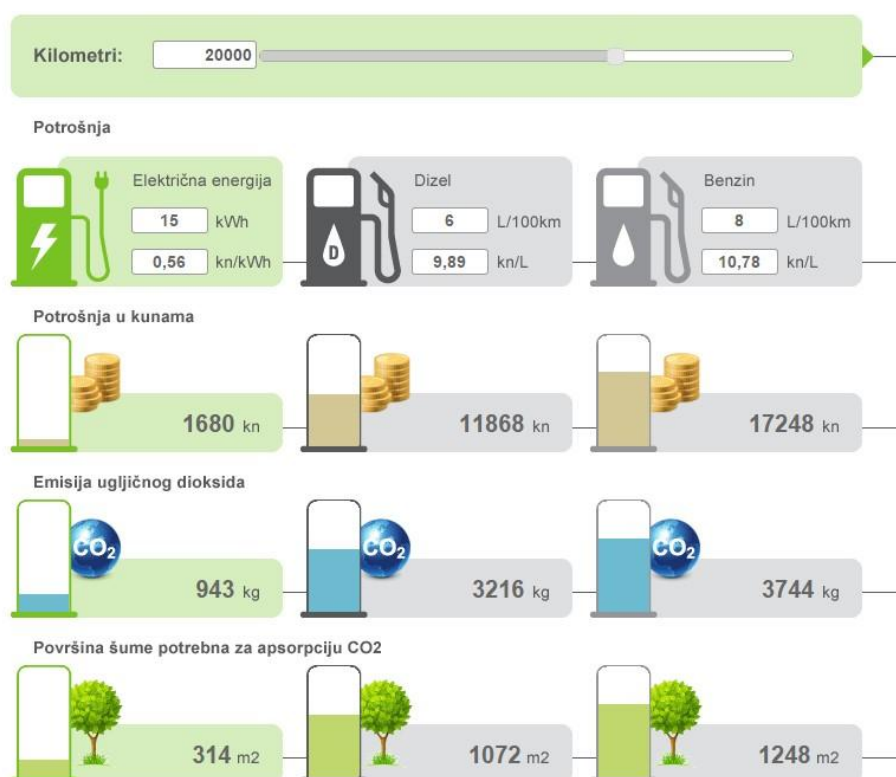 Kilometri: 20000
Potrošnja
Električna energija Dizel Benzin
15 kWh 6 L/100km 8 L/100km
D
0,56 kn/kWh 9,89 kn/L 10,78 kn/L
Potrošnja u kunama
1680 kn 11868 kn 17248 kn
Emisija ugljičnog dioksida
CO2 CO2 CO2
943 kg 3216 kg 3744 kg
Površina šume potrebna za apsorpciju CO2
314 m2 1072 m2 1248 m2